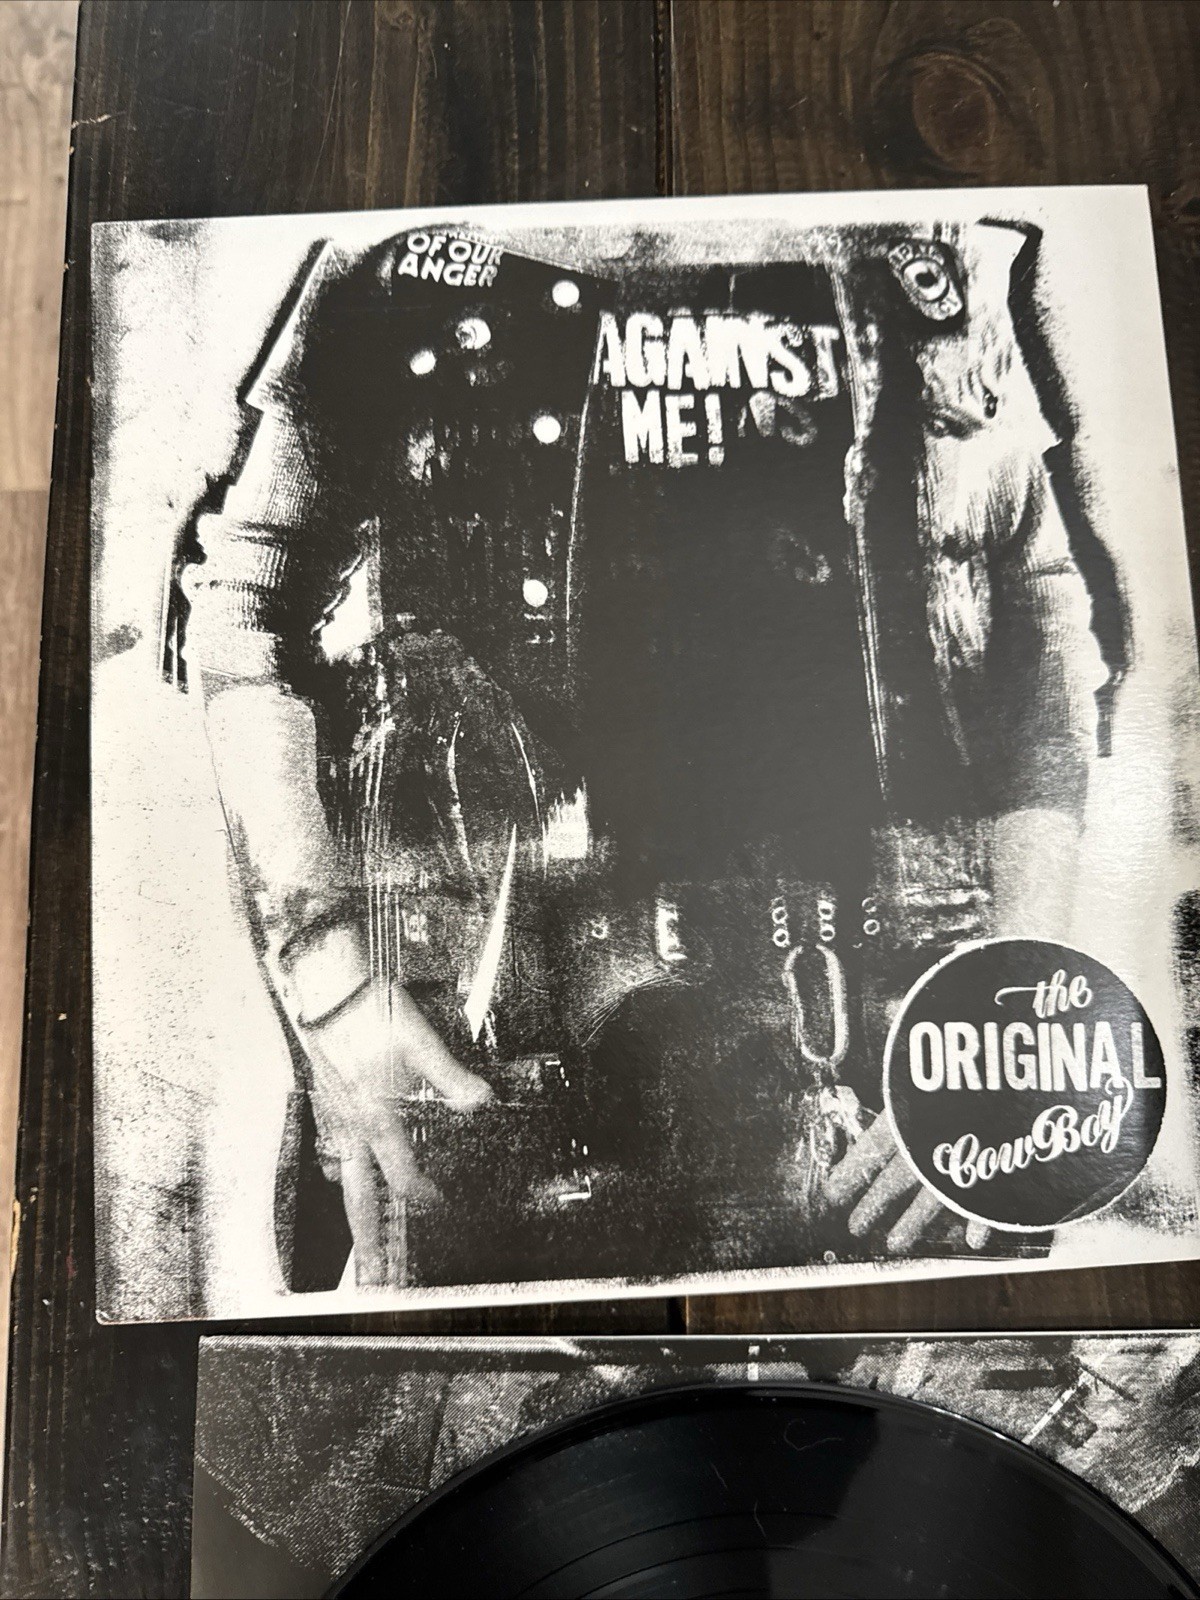 OF OUR
ANGER
AGAINST
ME!
the
ORIGINAL
CowBoy